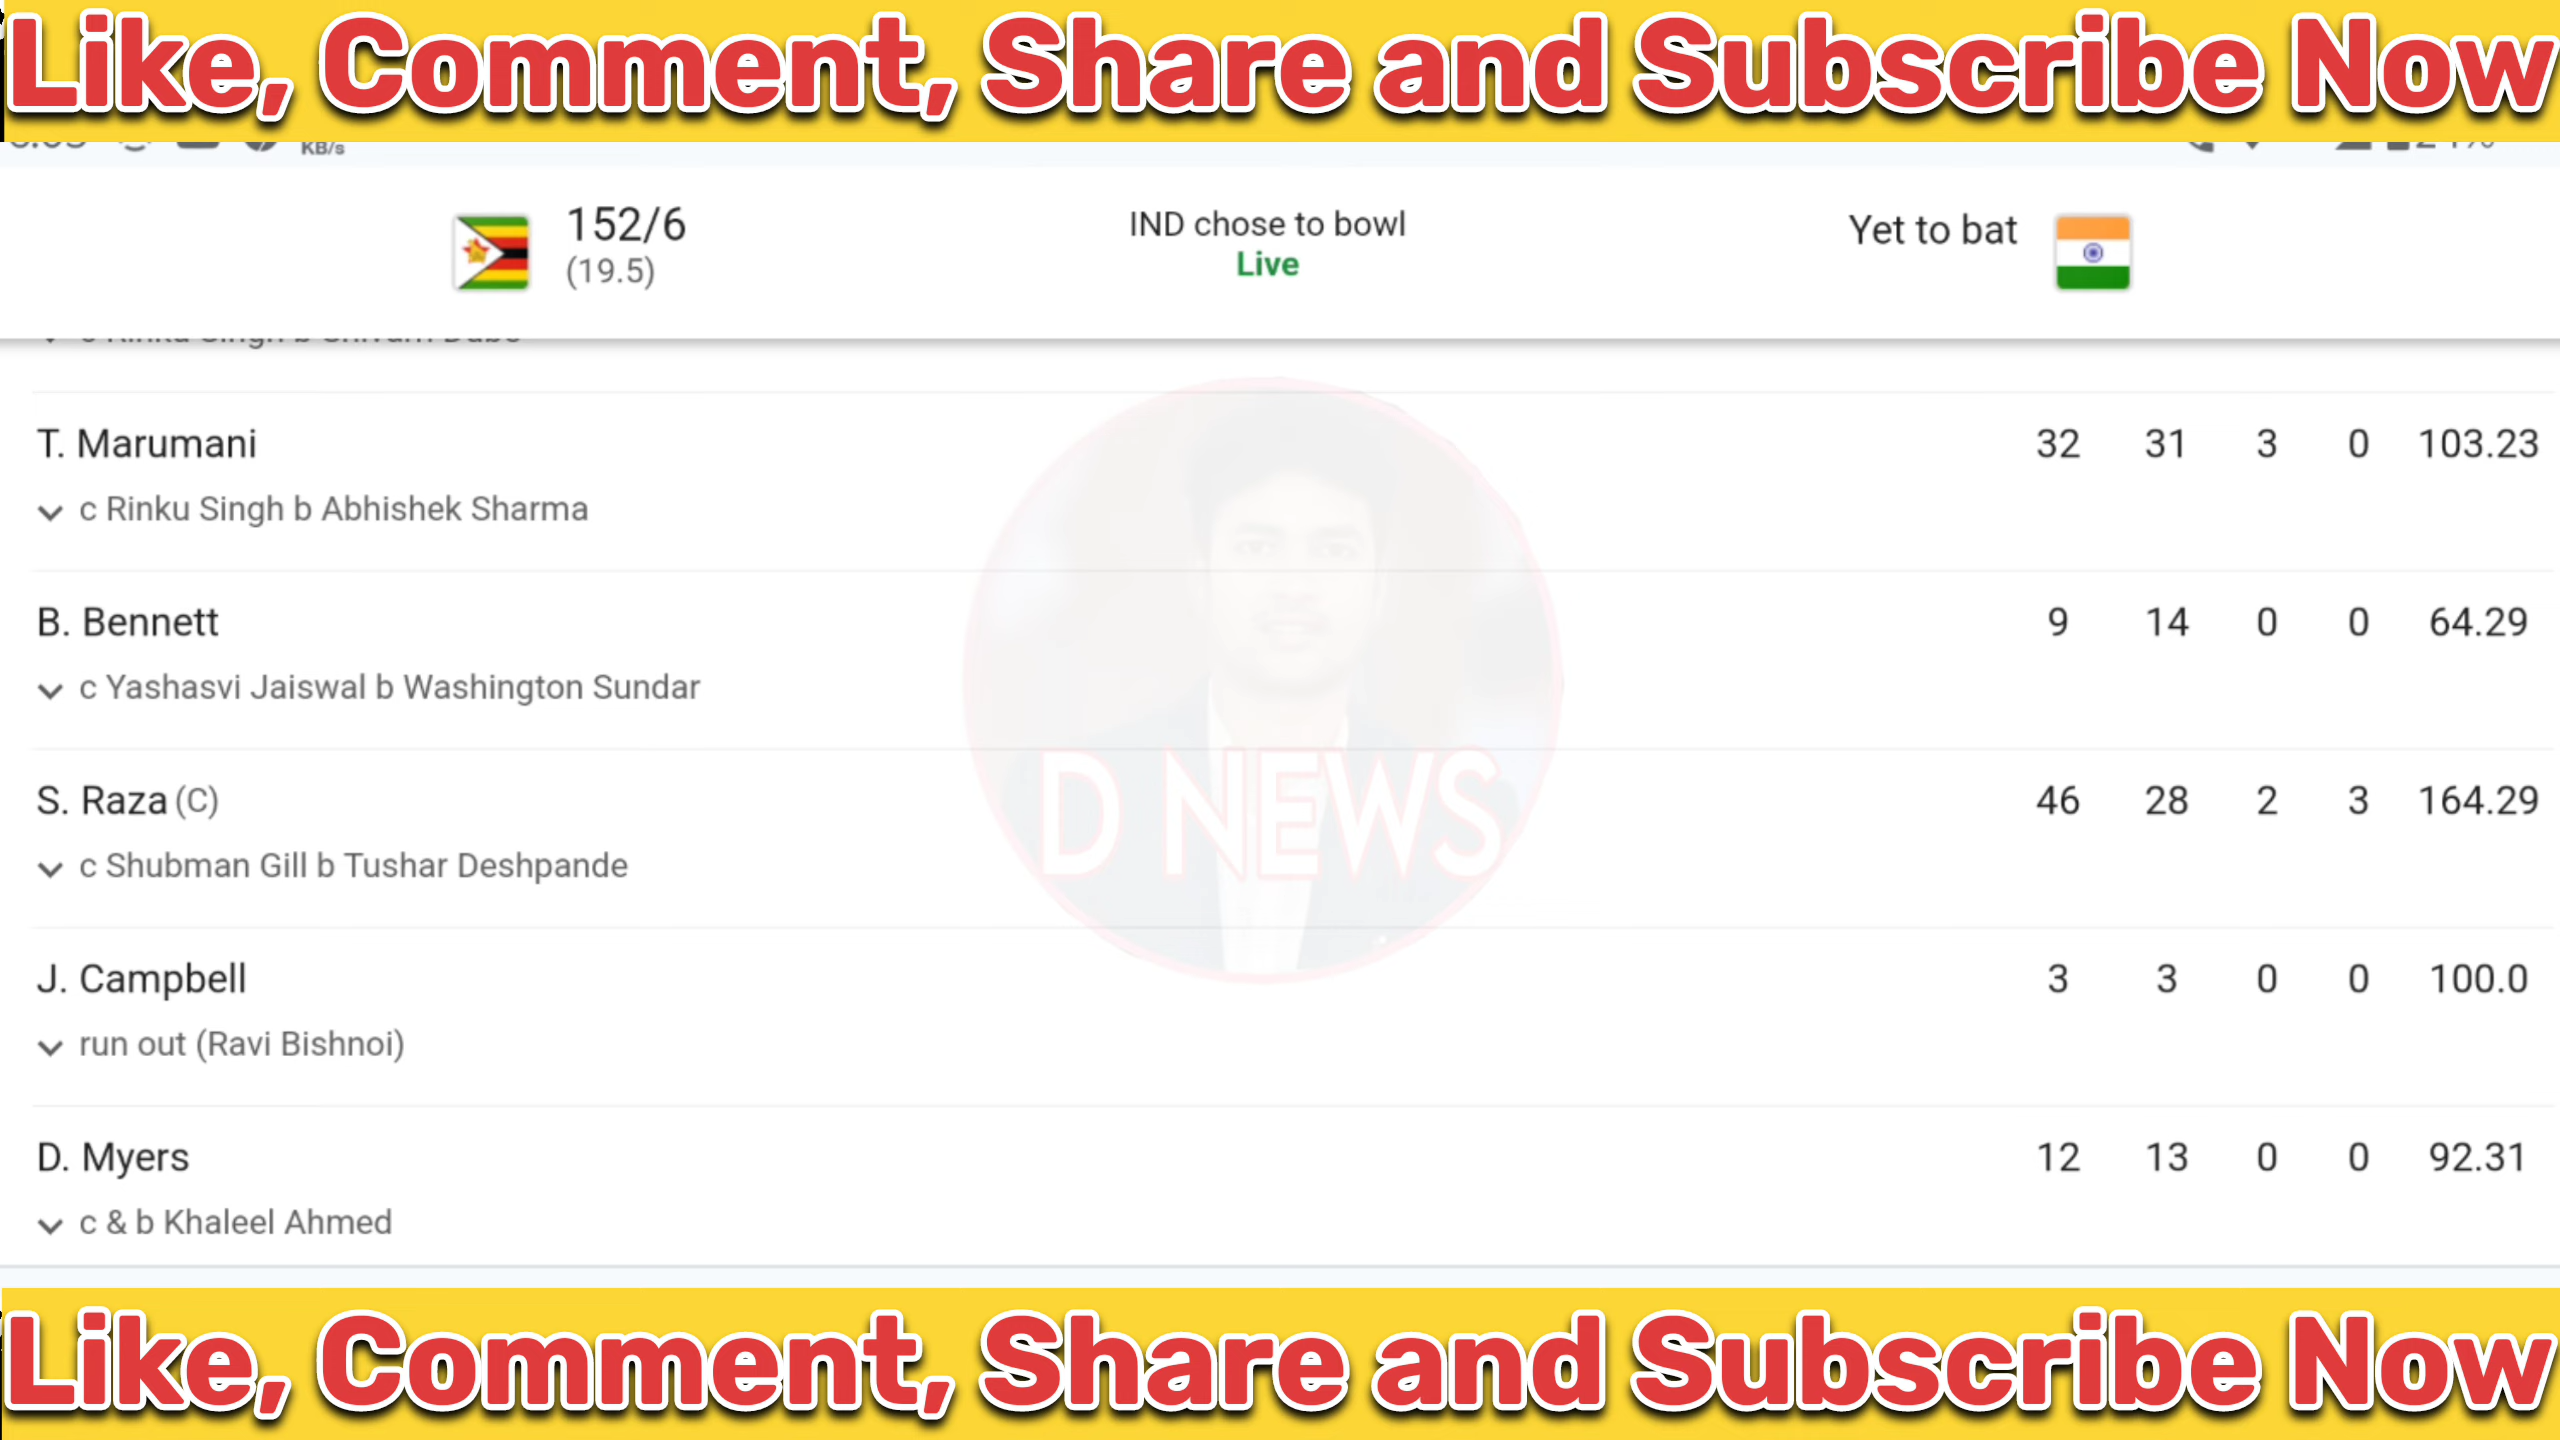 Like, Comment, Share and Subscribe Now
KB/s
152/6
(19.5)
IND chose to bowl
Live
Yet to bat
T. Marumani 32 31 3 0 103.23
c Rinku Singh b Abhishek Sharma
B. Bennett 9 14 0 0 64.29
c Yashasvi Jaiswal b Washington Sundar
S. Raza (C) 46 28 2 3 164.29
c Shubman Gill b Tushar Deshpande
D NEWS
J. Campbell 3 3 0 0 100.0
run out (Ravi Bishnoi)
D. Myers 12 13 0 0 92.31
c & b Khaleel Ahmed
Like, Comment, Share and Subscribe Now